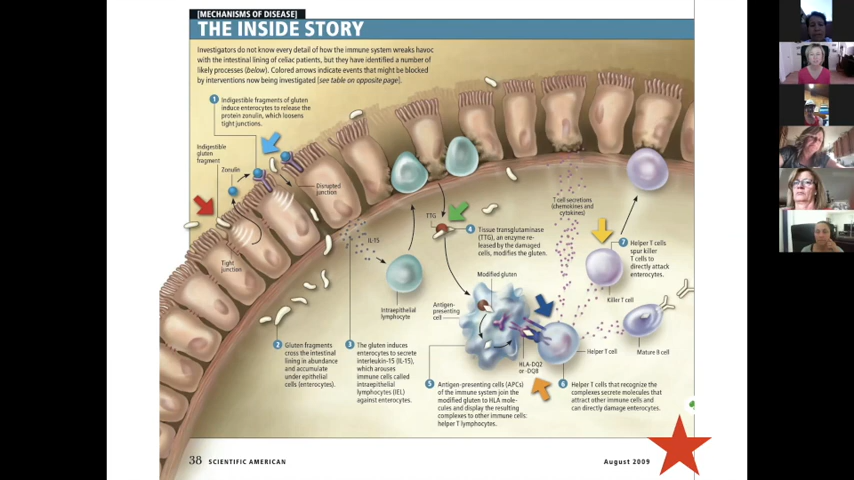 [MECHANISMS OF DISEASE]
THE INSIDE STORY
Investigators do not know every detail of how the immune system wreaks havoc
with the intestinal lining of celiac patients, but they have identified a number of
likely processes (below). Colored arrows indicate events that might be blocked
by interventions now being investigated [see table on opposite page].
1 Indigestible fragments of gluten
induce enterocytes to release the
protein zonulin, which loosens
tight junctions.
Indigestible
gluten
fragment
Zonulin
Disrupted
junction
Tight
junction
IL-15
Intraepithelial
lymphocyte
TTG
4 Tissue transglutaminase
(TTG), an enzyme re-
leased by the damaged
cells, modifies the gluten.
T cell secretions
(chemokines and
cytokines)
7 Helper T cells
spur killer
T cells to
directly attack
enterocytes.
Killer T cell
Modified gluten
Antigen-
presenting
cell
HLA-DQ2
or -DQ8
Helper T cell
Mature B cell
2 Gluten fragments
cross the intestinal
lining in abundance
and accumulate
under epithelial
cells (enterocytes).
3 The gluten induces
enterocytes to secrete
interleukin-15 (IL-15),
which arouses
immune cells called
intraepithelial
lymphocytes (IEL)
against enterocytes.
5 Antigen-presenting cells (APCs)
of the immune system join the
modified gluten to HLA mole-
cules and display the resulting
complexes to other immune cells:
helper T lymphocytes.
6 Helper T cells that recognize the
complexes secrete molecules that
attract other immune cells and
can directly damage enterocytes.
38 SCIENTIFIC AMERICAN
August 2009